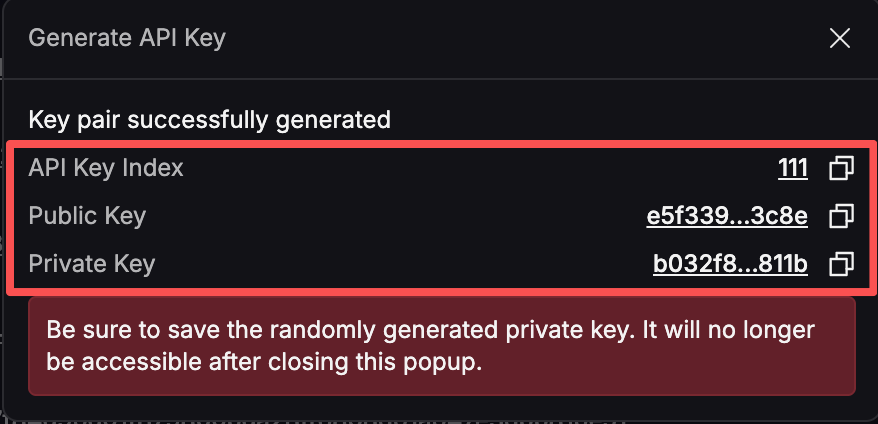 Generate API Key
Key pair successfully generated
API Key Index 111
Public Key e5f339...3c8e
Private Key b032f8...811b
Be sure to save the randomly generated private key. It will no longer
be accessible after closing this popup.